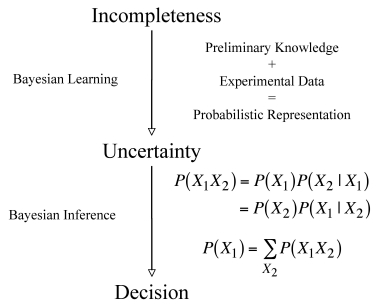 Incompleteness
Bayesian Learning
Preliminary Knowledge
+
Experimental Data
=
Probabilistic Representation
Uncertainty
Bayesian Inference
P(X₁X₂) = P(X₁)P(X₂ | X₁)
= P(X₂)P(X₁ | X₂)
P(X₁) = ∑ P(X₁X₂)
X₂
Decision